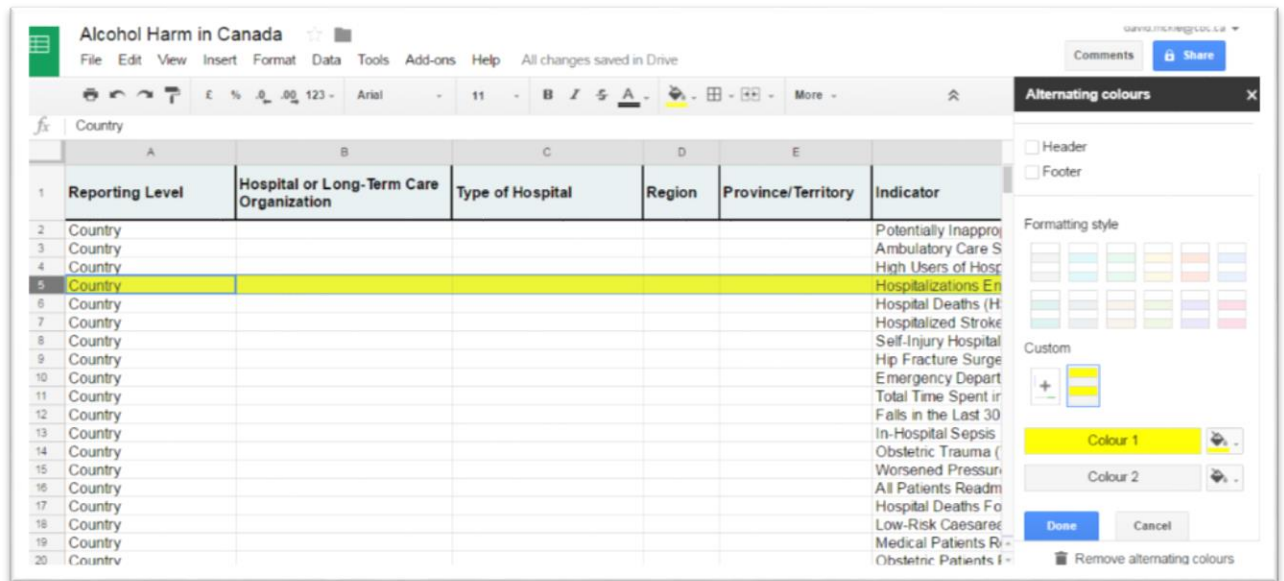 Alcohol Harm in Canada
File Edit View Insert Format Data Tools Add-ons Help All changes saved in Drive
Comments Share
£ % .0 .00 123 Arial 11 B I S A More
Alternating colours X
fx Country
A B C D E
1 Reporting Level Hospital or Long-Term Care Organization Type of Hospital Region Province/Territory Indicator
2 Country Potentially Inapprop
3 Country Ambulatory Care S
4 Country High Users of Hosp
5 Country Hospitalizations En
6 Country Hospital Deaths (H
7 Country Hospitalized Stroke
8 Country Self-Injury Hospital
9 Country Hip Fracture Surge
10 Country Emergency Depart
11 Country Total Time Spent in
12 Country Falls in the Last 30
13 Country In-Hospital Sepsis
14 Country Obstetric Trauma (
15 Country Worsened Pressure
16 Country All Patients Readm
17 Country Hospital Deaths Fo
18 Country Low-Risk Caesarea
19 Country Medical Patients R
20 Country Obstetric Patients
Header
Footer
Formatting style
Custom
+
Colour 1
Colour 2
Done Cancel
Remove alternating colours